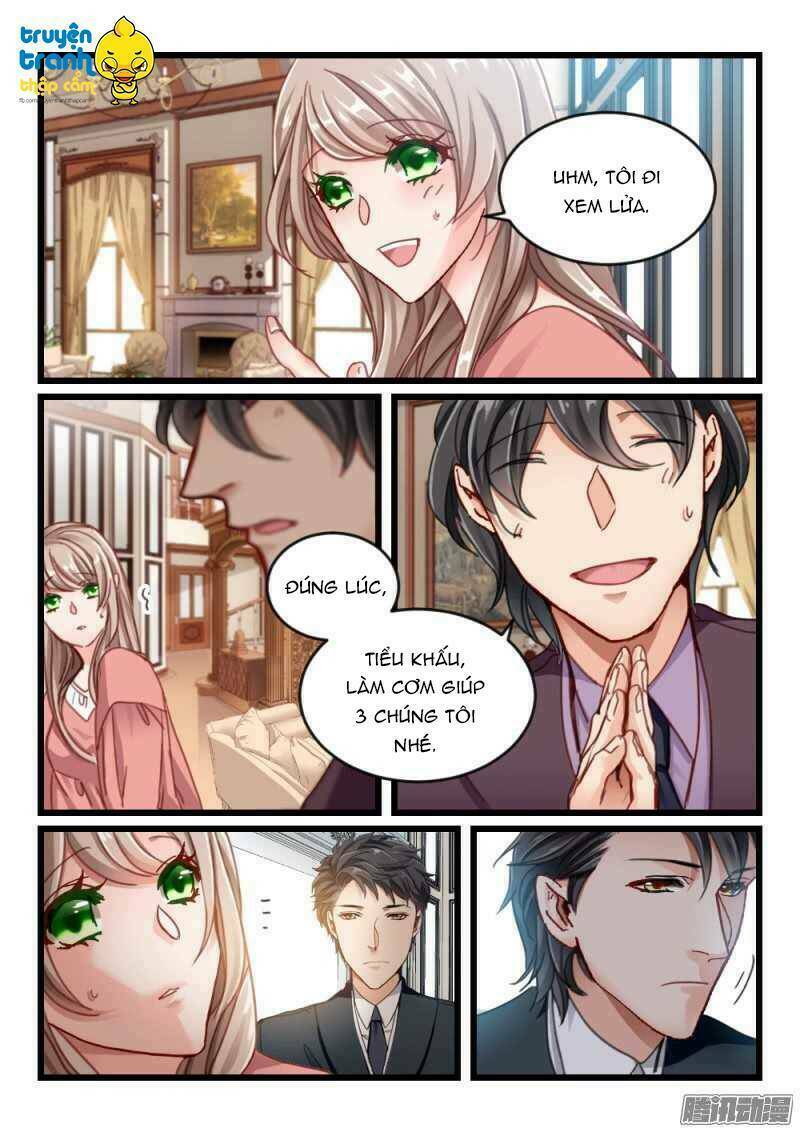 truyện
tranh
thập cẩm
UHM, TÔI ĐI
XEM LỬA.
ĐÚNG LÚC,
TIỂU KHẤU,
LÀM CƠM GIÚP
3 CHÚNG TÔI
NHÉ.
腾讯动漫